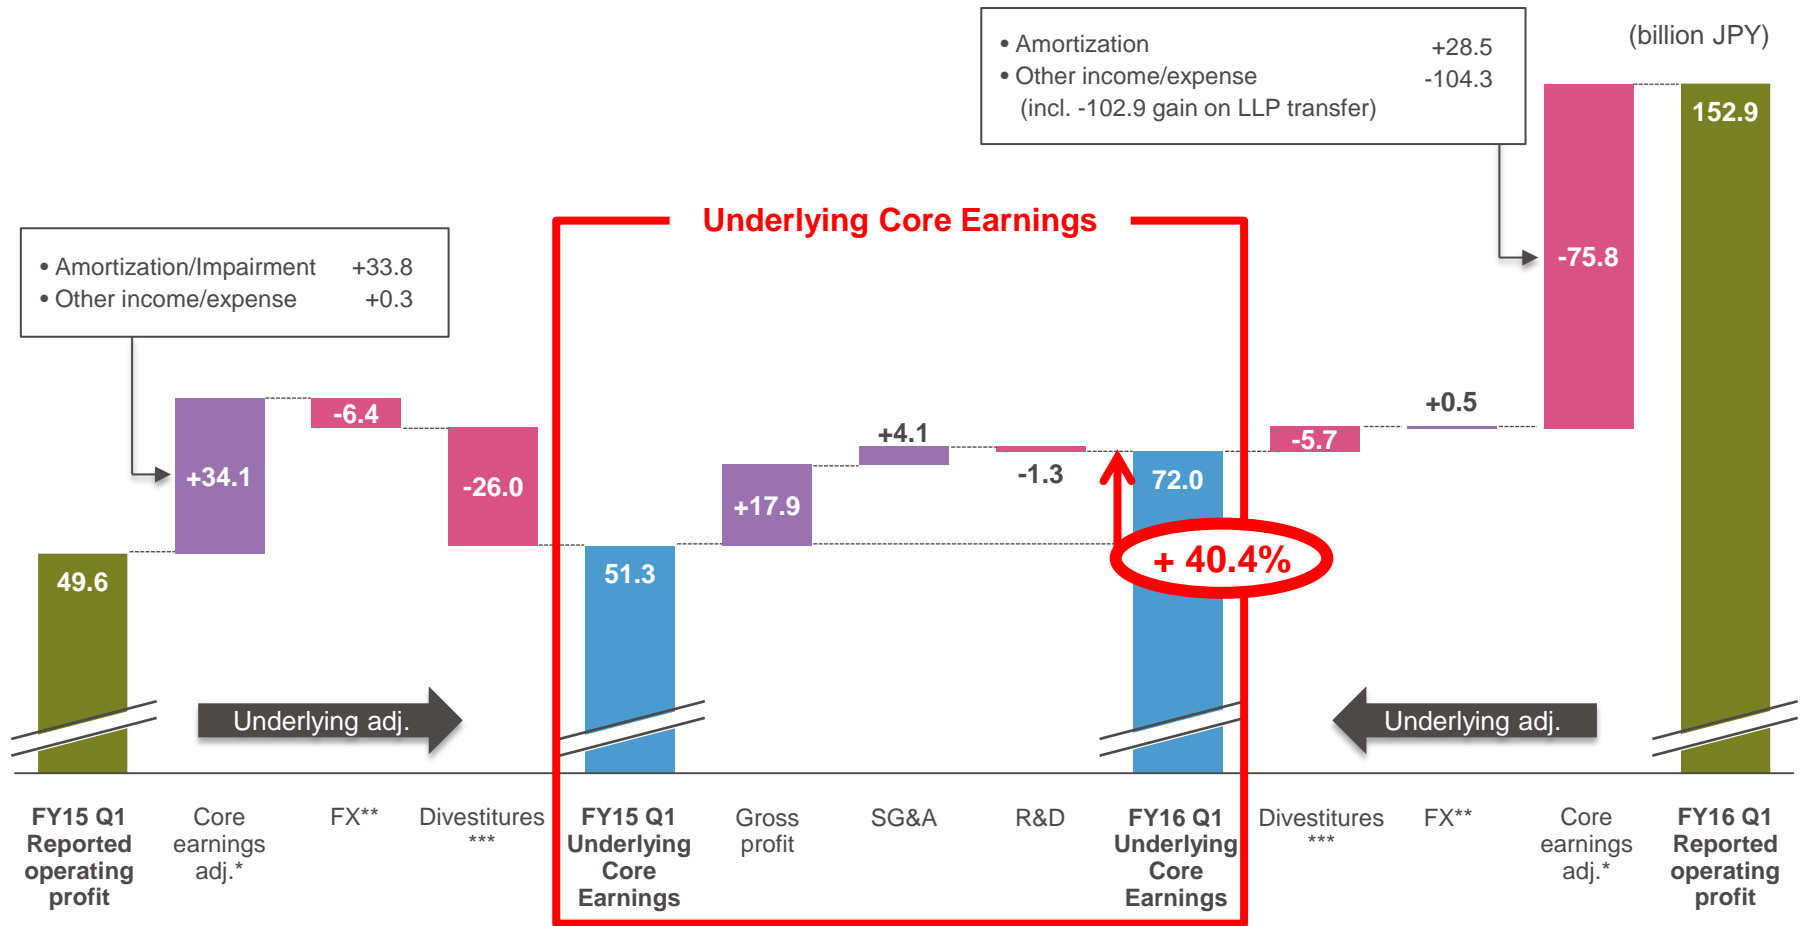 (billion JPY)
• Amortization +28.5
• Other income/expense -104.3
(incl. -102.9 gain on LLP transfer)
• Amortization/Impairment +33.8
• Other income/expense +0.3
Underlying Core Earnings
49.6
+34.1
-6.4
-26.0
51.3
+17.9
+4.1
-1.3
72.0
+ 40.4%
-5.7
+0.5
-75.8
152.9
Underlying adj.
Underlying adj.
FY15 Q1
Reported
operating
profit
Core
earnings
adj.*
FX**
Divestitures
***
FY15 Q1
Underlying
Core
Earnings
Gross
profit
SG&A
R&D
FY16 Q1
Underlying
Core
Earnings
Divestitures
***
FX**
Core
earnings
adj.*
FY16 Q1
Reported
operating
profit